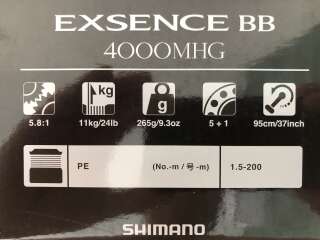 EXSENCE BB
4000MHG
kg
g
5.8:1 11kg/24lb 265g/9.3oz 5 + 1 95cm/37inch
PE (No.-m / 号 -m) 1.5-200
SHIMANO